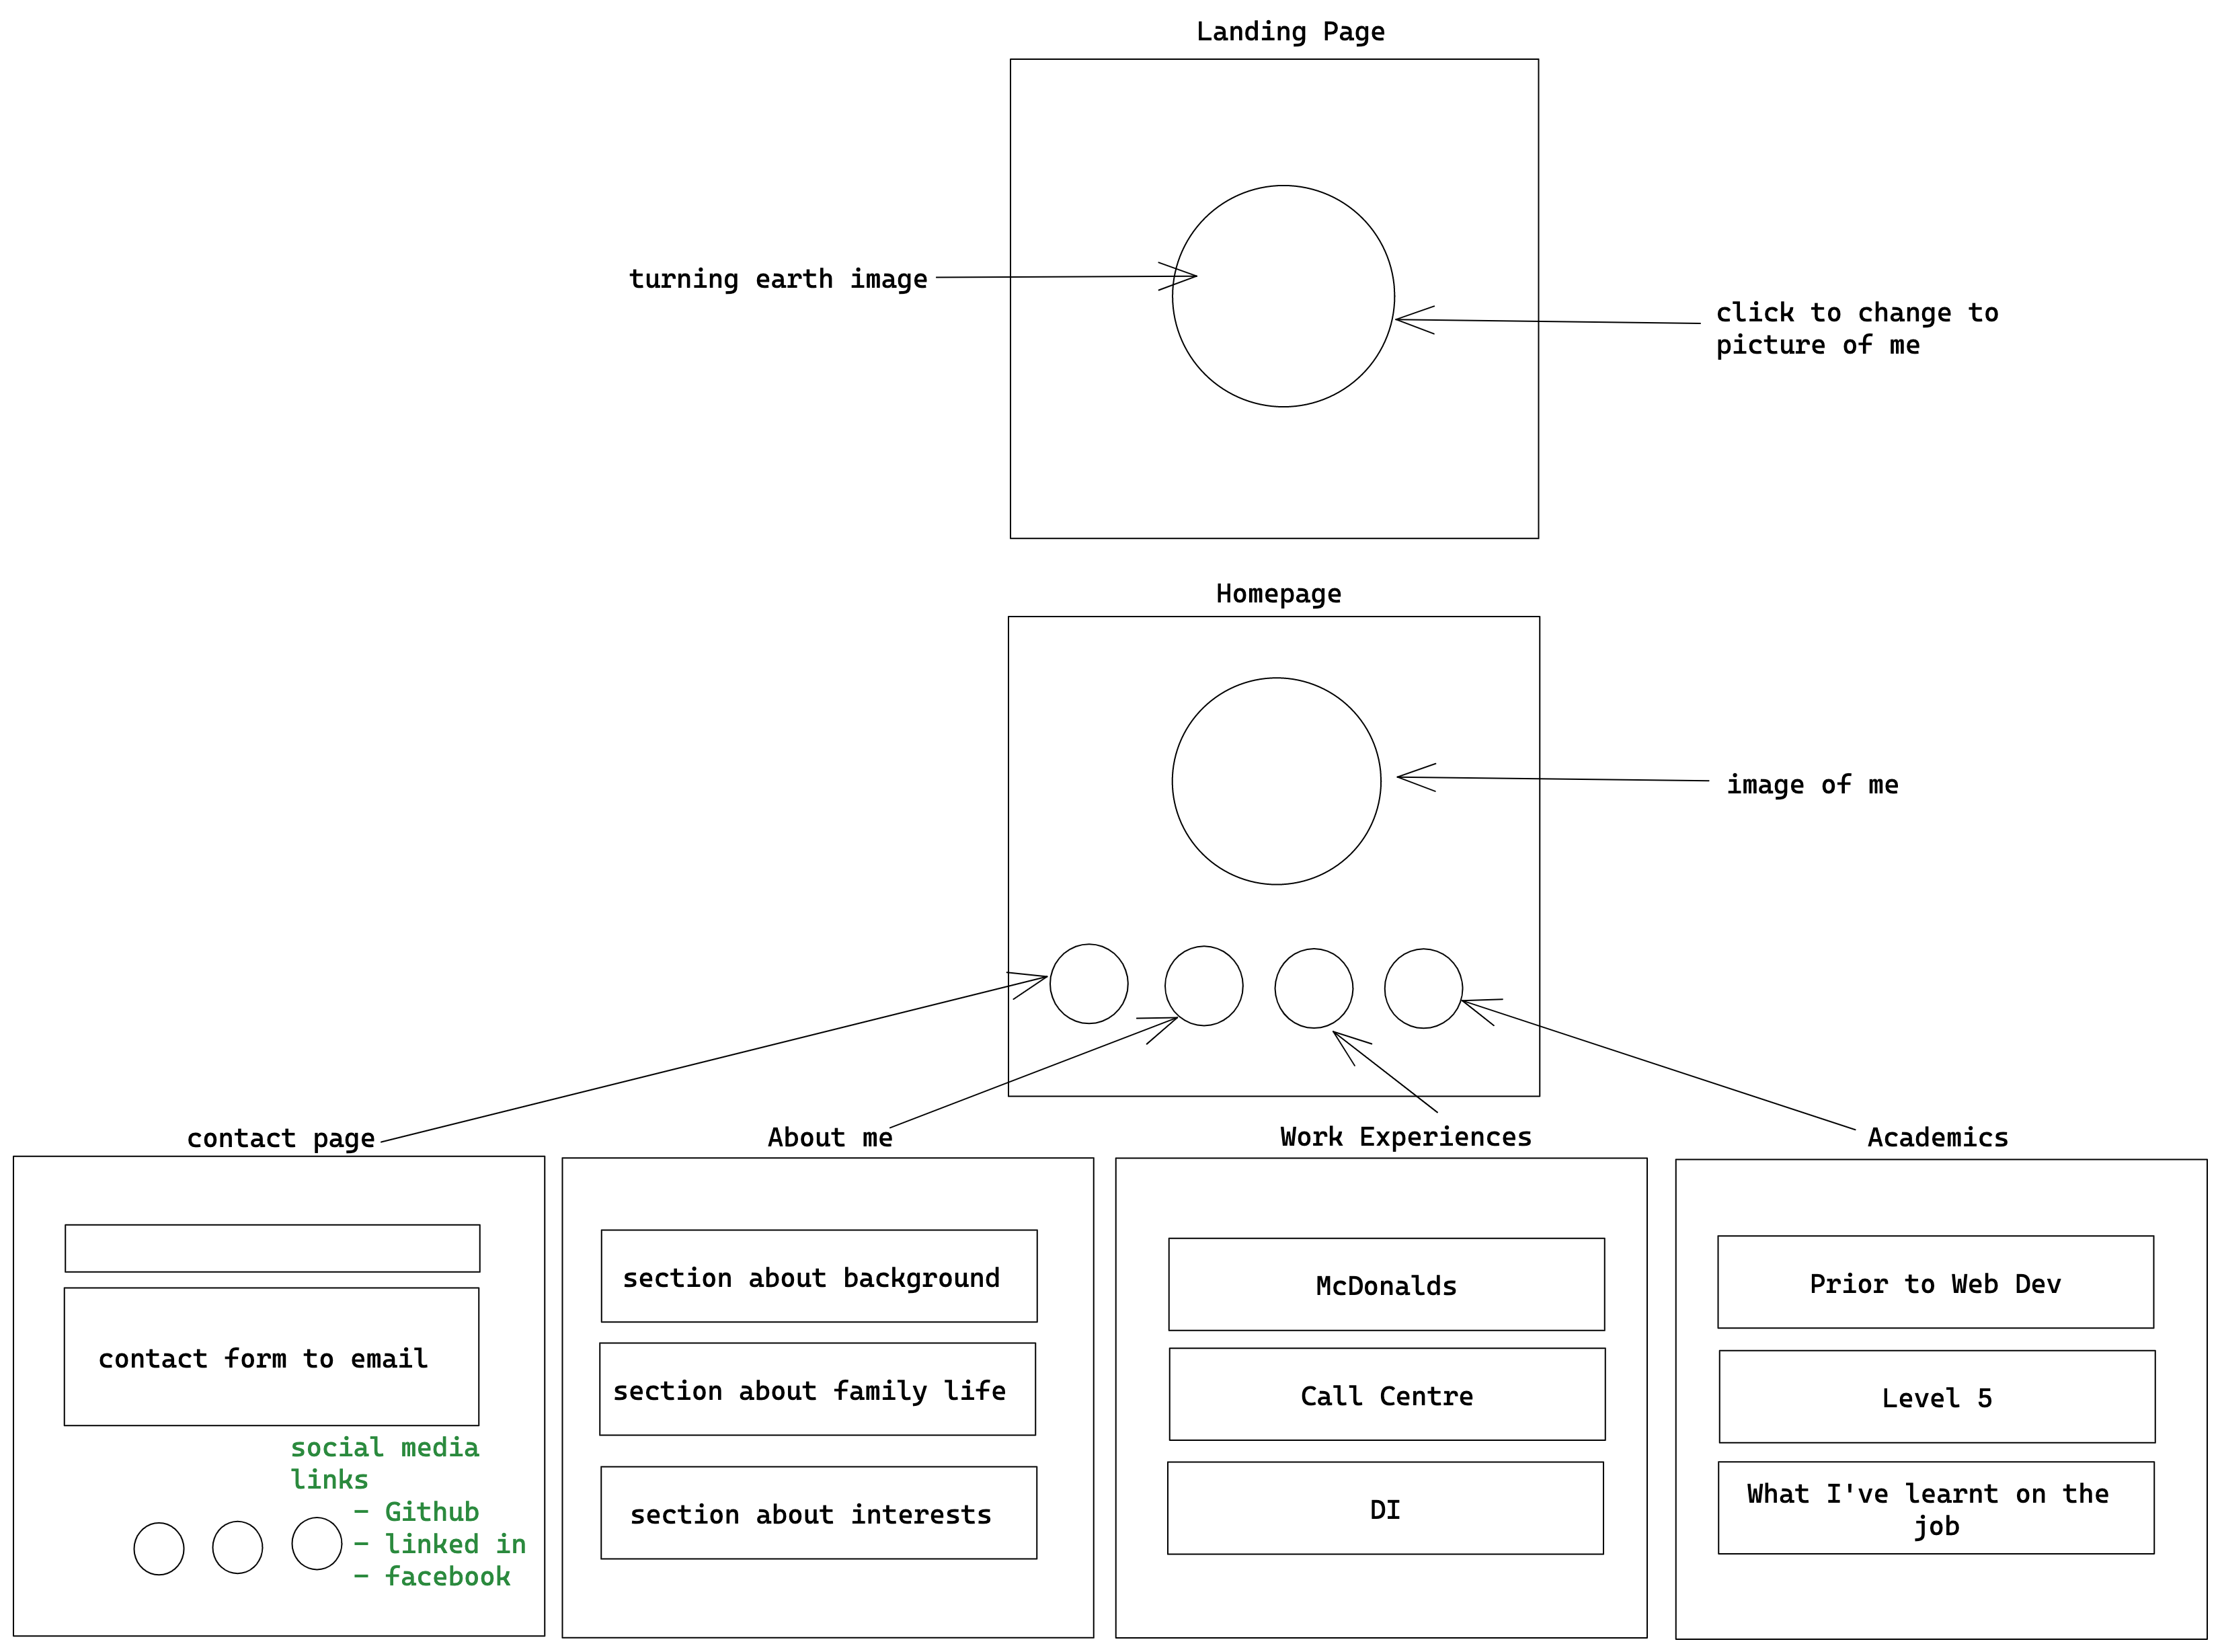 Landing Page
turning earth image
click to change to
picture of me
Homepage
image of me
contact page
About me
Work Experiences
Academics
contact form to email
social media
links
- Github
- linked in
- facebook
section about background
section about family life
section about interests
McDonalds
Call Centre
DI
Prior to Web Dev
Level 5
What I've learnt on the
job